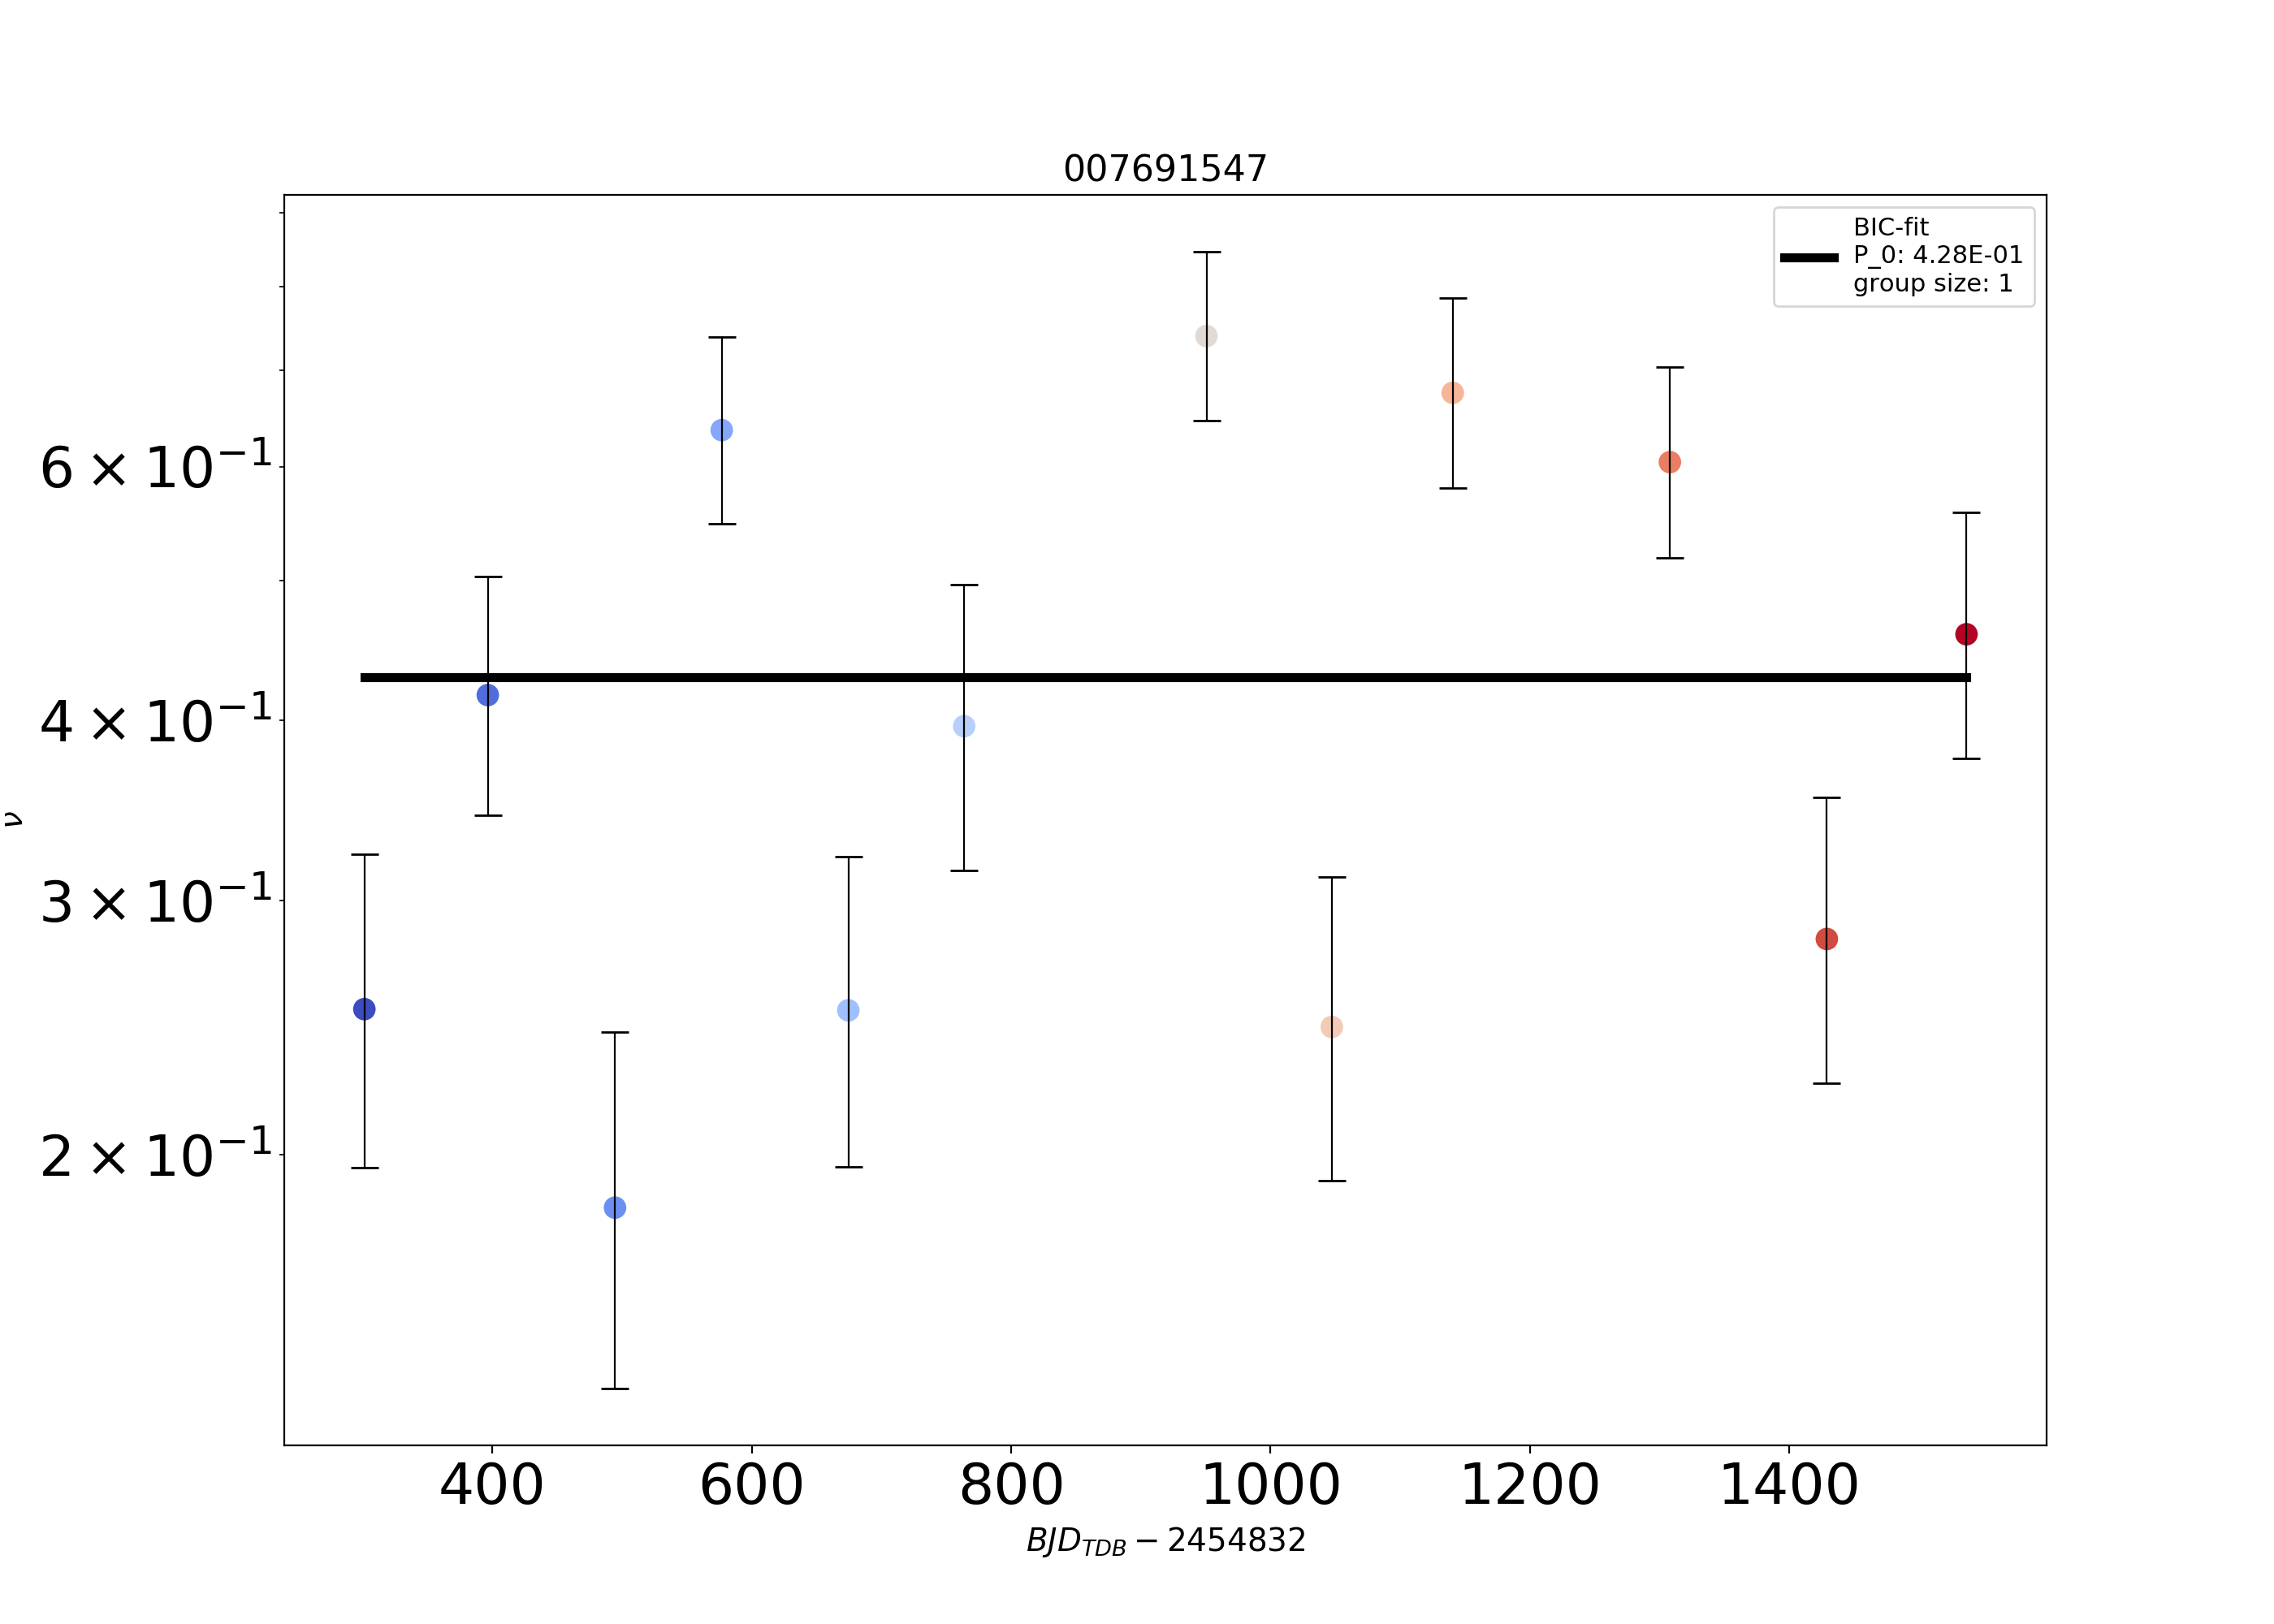 007691547
BIC-fit
P_0: 4.28E-01
group size: 1
6 × 10⁻¹
4 × 10⁻¹
3 × 10⁻¹
2 × 10⁻¹
ν
400 600 800 1000 1200 1400
BJD_TDB − 2454832